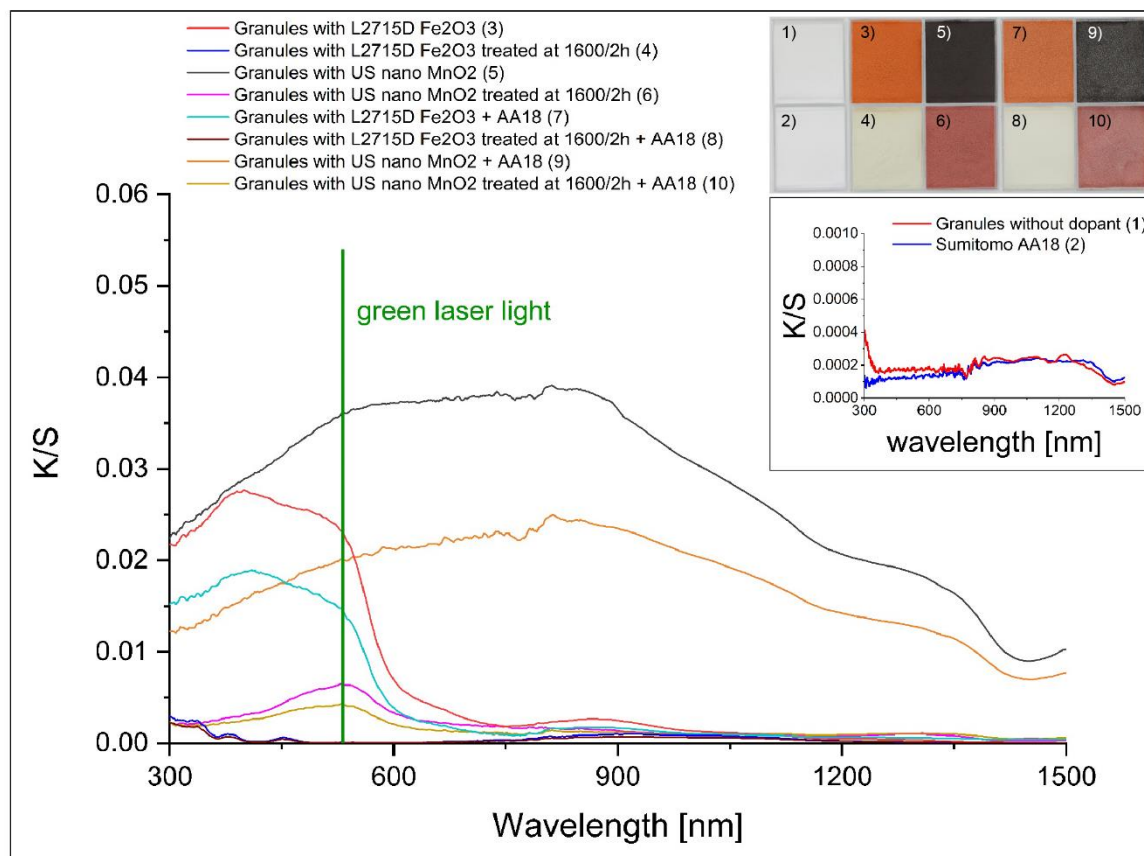 Granules with L2715D Fe2O3 (3)
Granules with L2715D Fe2O3 treated at 1600/2h (4)
Granules with US nano MnO2 (5)
Granules with US nano MnO2 treated at 1600/2h (6)
Granules with L2715D Fe2O3 + AA18 (7)
Granules with L2715D Fe2O3 treated at 1600/2h + AA18 (8)
Granules with US nano MnO2 + AA18 (9)
Granules with US nano MnO2 treated at 1600/2h + AA18 (10)
1) 3) 5) 7) 9)
2) 4) 6) 8) 10)
Granules without dopant (1)
Sumitomo AA18 (2)
0.0010
0.0008
0.0006
0.0004
0.0002
0.0000
K/S
300 600 900 1200 1500
wavelength [nm]
green laser light
0.06
0.05
0.04
0.03
0.02
0.01
0.00
K/S
300 600 900 1200 1500
Wavelength [nm]